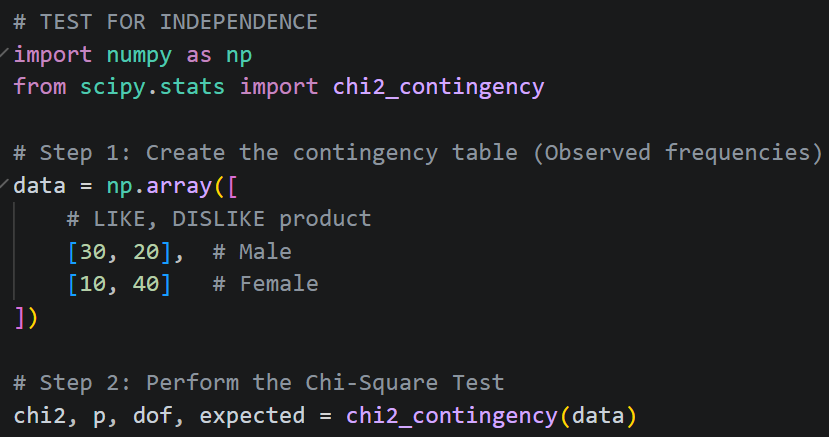 # TEST FOR INDEPENDENCE
import numpy as np
from scipy.stats import chi2_contingency
# Step 1: Create the contingency table (Observed frequencies)
data = np.array([
    # LIKE, DISLIKE product
    [30, 20],  # Male
    [10, 40]   # Female
])
# Step 2: Perform the Chi-Square Test
chi2, p, dof, expected = chi2_contingency(data)